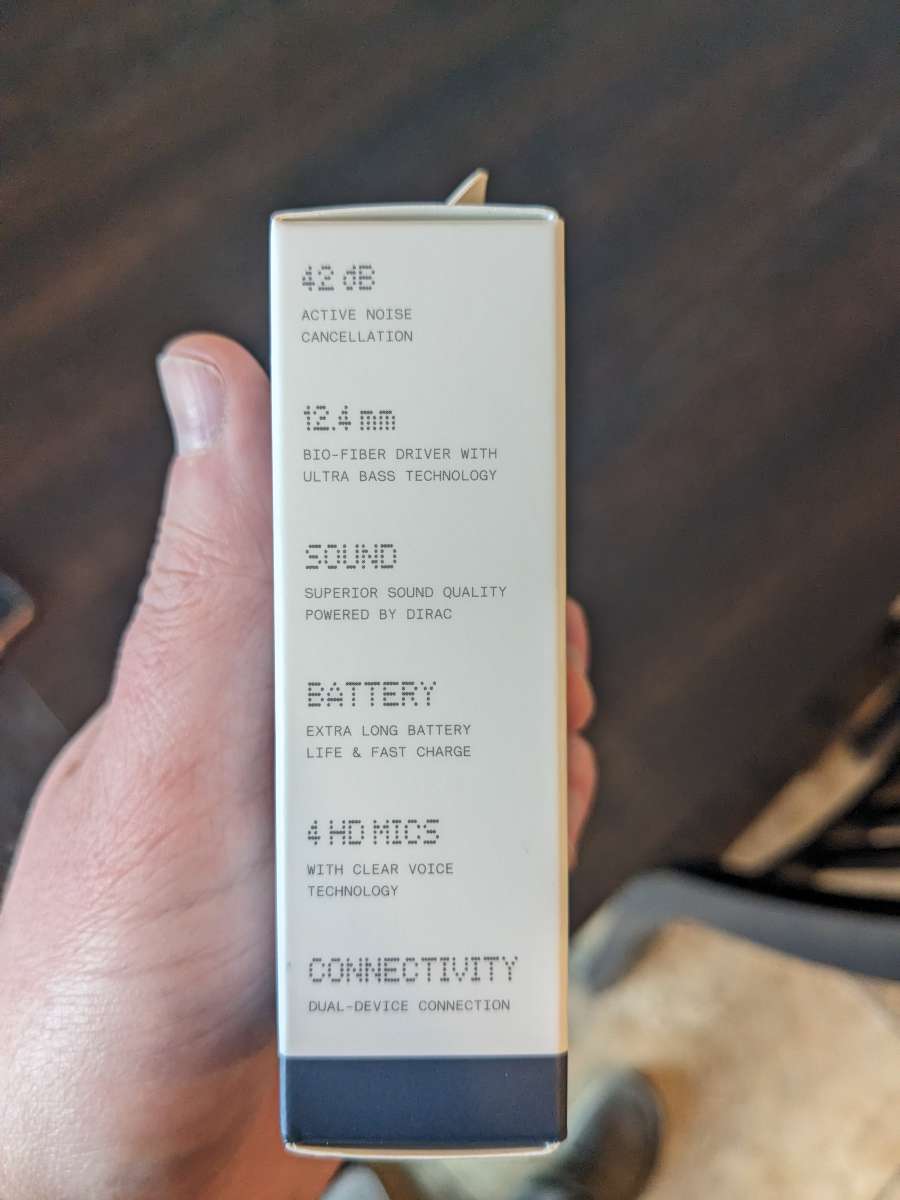 42 dB
ACTIVE NOISE
CANCELLATION
12.4 mm
BIO-FIBER DRIVER WITH
ULTRA BASS TECHNOLOGY
SOUND
SUPERIOR SOUND QUALITY
POWERED BY DIRAC
BATTERY
EXTRA LONG BATTERY
LIFE & FAST CHARGE
4 HD MICS
WITH CLEAR VOICE
TECHNOLOGY
CONNECTIVITY
DUAL-DEVICE CONNECTION